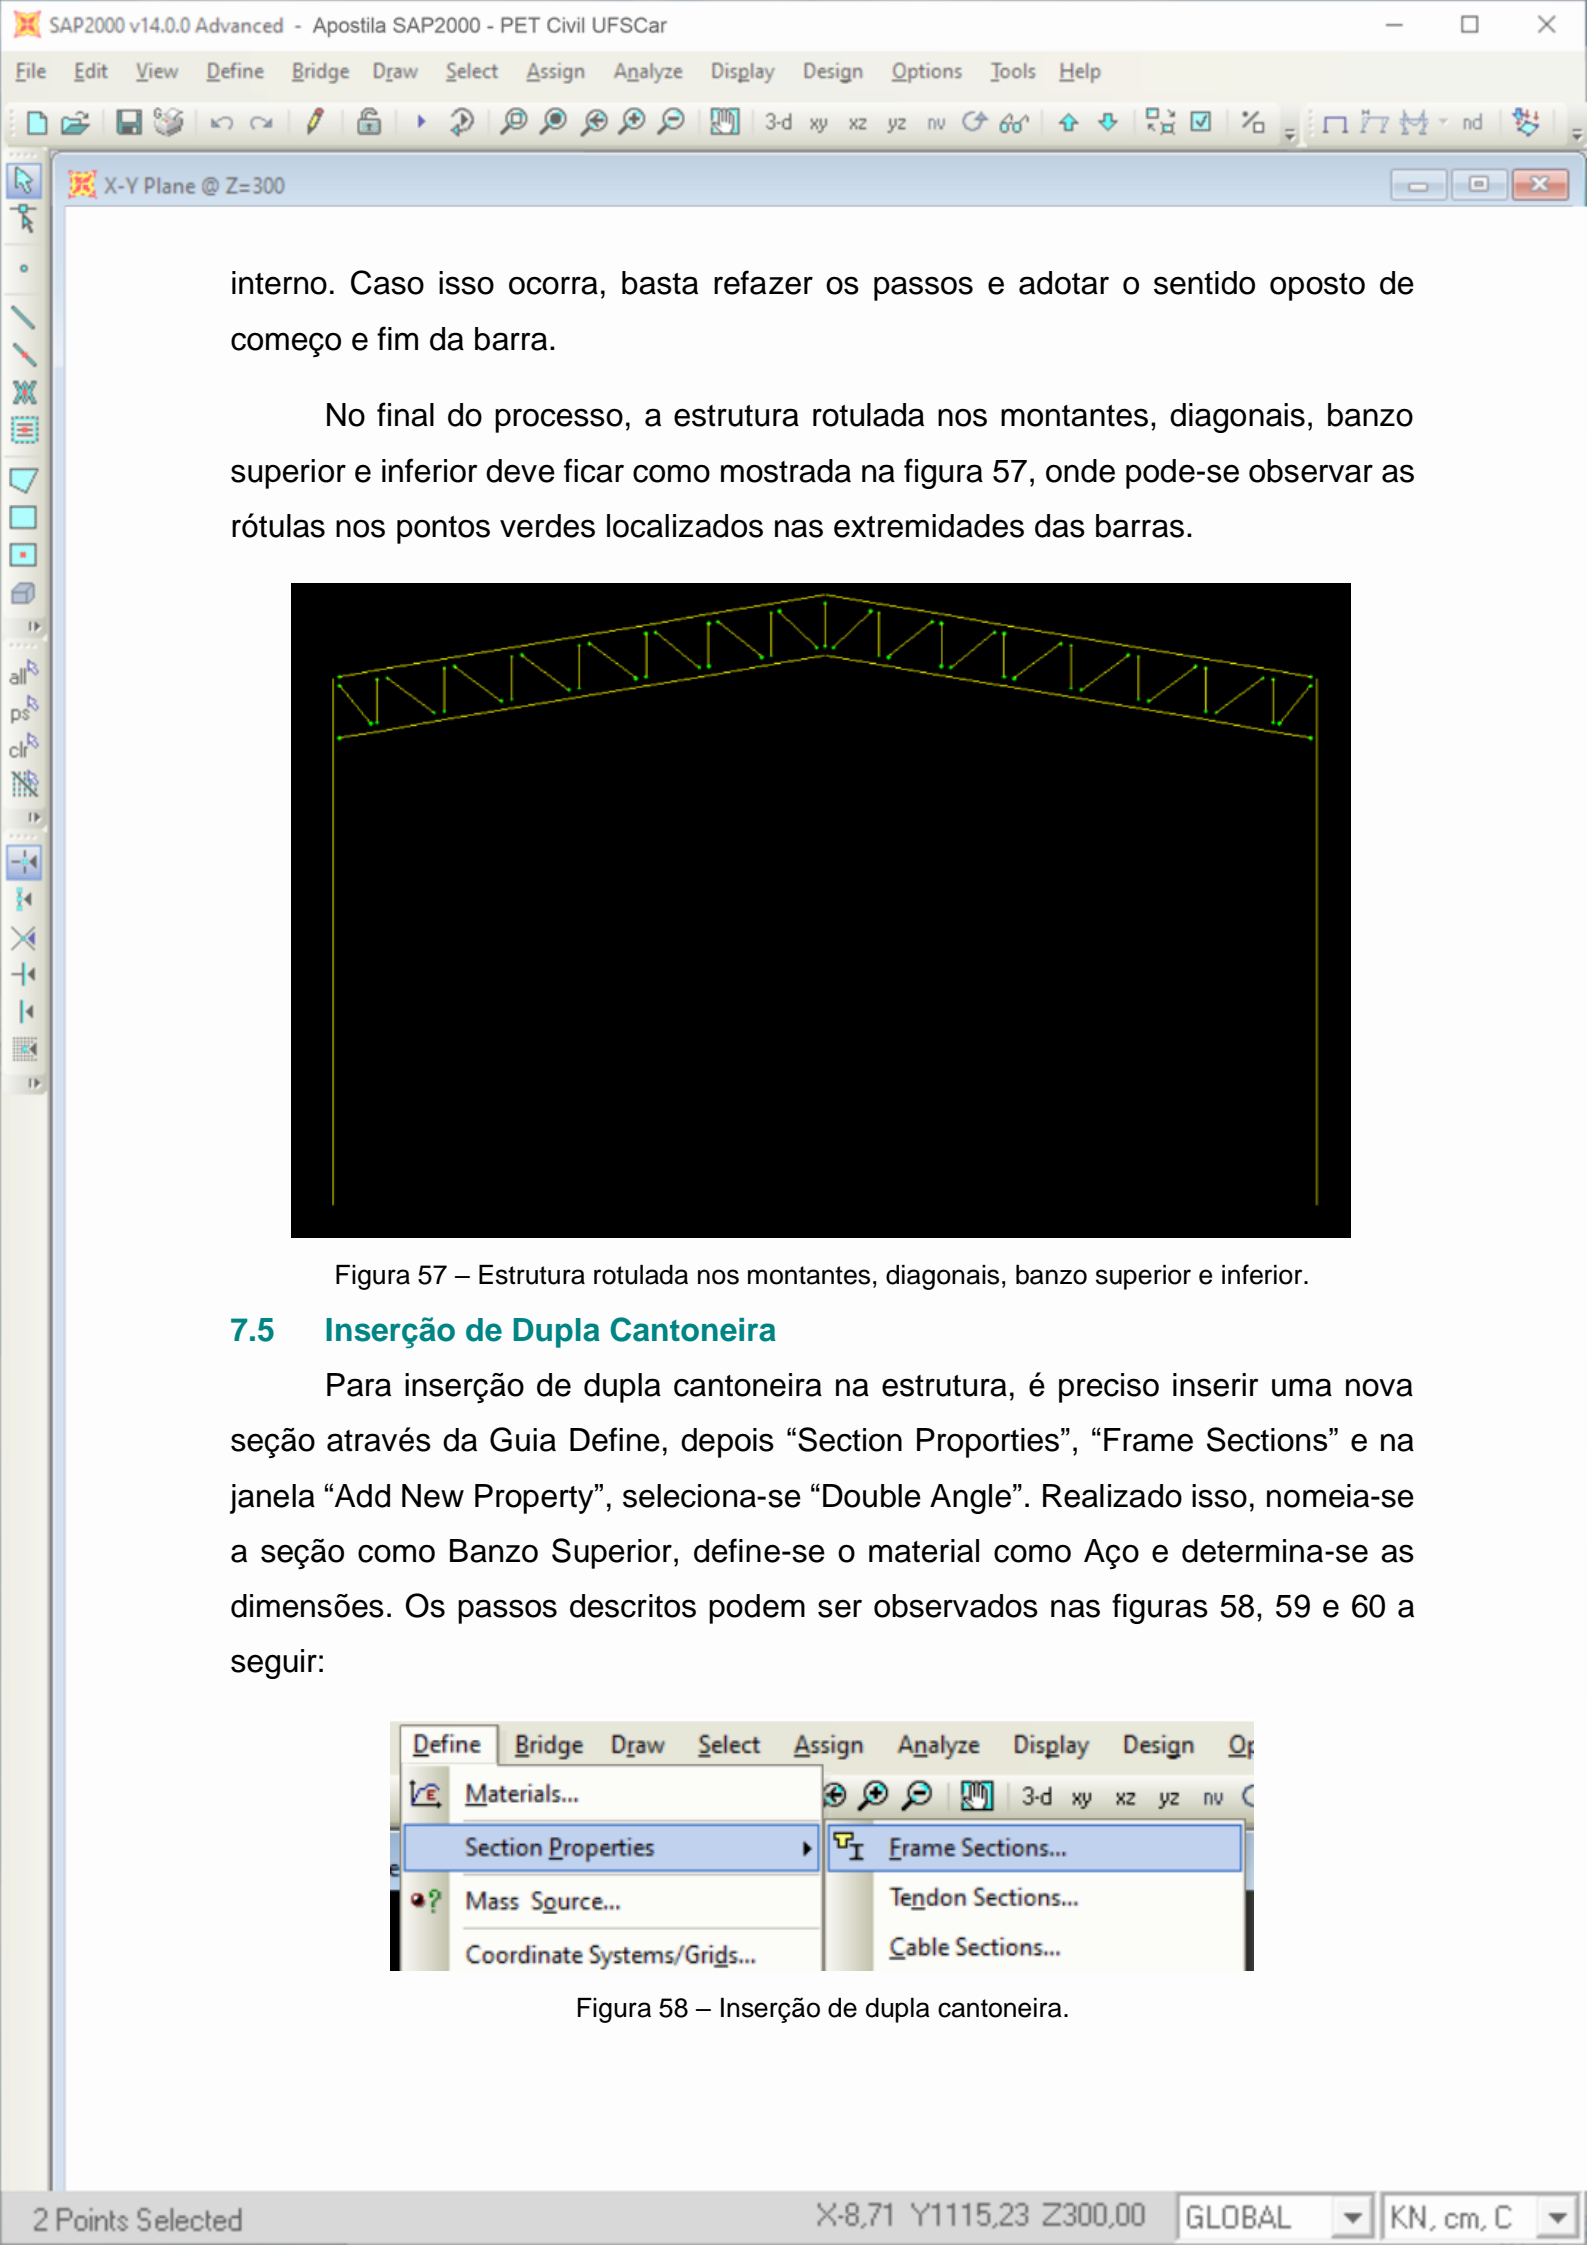 SAP2000 v14.0.0 Advanced - Apostila SAP2000 - PET Civil UFSCar
File Edit View Define Bridge Draw Select Assign Analyze Display Design Options Tools Help
3-d xy xz yz nv nd
X-Y Plane @ Z=300
all
ps
clr
interno. Caso isso ocorra, basta refazer os passos e adotar o sentido oposto de
começo e fim da barra.
No final do processo, a estrutura rotulada nos montantes, diagonais, banzo
superior e inferior deve ficar como mostrada na figura 57, onde pode-se observar as
rótulas nos pontos verdes localizados nas extremidades das barras.
Figura 57 – Estrutura rotulada nos montantes, diagonais, banzo superior e inferior.
7.5 Inserção de Dupla Cantoneira
Para inserção de dupla cantoneira na estrutura, é preciso inserir uma nova
seção através da Guia Define, depois “Section Proporties”, “Frame Sections” e na
janela “Add New Property”, seleciona-se “Double Angle”. Realizado isso, nomeia-se
a seção como Banzo Superior, define-se o material como Aço e determina-se as
dimensões. Os passos descritos podem ser observados nas figuras 58, 59 e 60 a
seguir:
Define Bridge Draw Select Assign Analyze Display Design Op
Materials... 3-d xy xz yz nv
Section Properties Frame Sections...
Mass Source... Tendon Sections...
Coordinate Systems/Grids... Cable Sections...
Figura 58 – Inserção de dupla cantoneira.
2 Points Selected X-8,71 Y1115,23 Z300,00 GLOBAL KN, cm, C